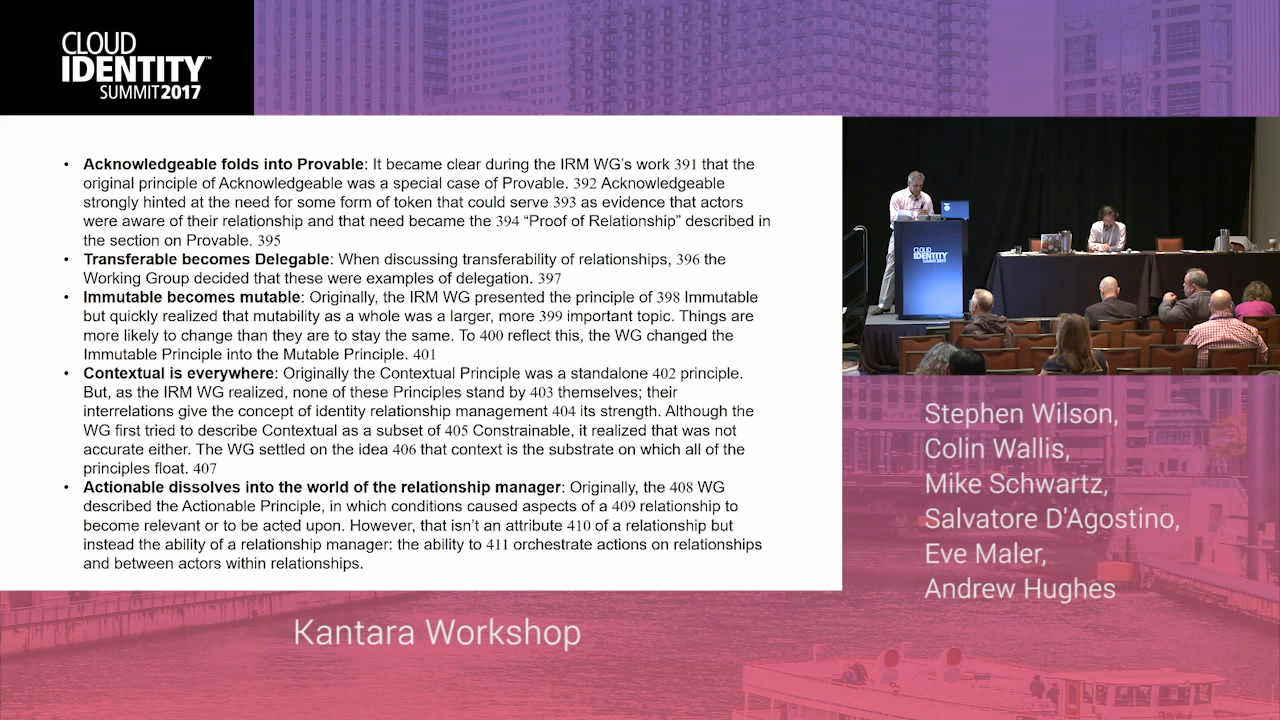 CLOUD
IDENTITY™
SUMMIT 2017
• Acknowledgeable folds into Provable: It became clear during the IRM WG’s work 391 that the
original principle of Acknowledgeable was a special case of Provable. 392 Acknowledgeable
strongly hinted at the need for some form of token that could serve 393 as evidence that actors
were aware of their relationship and that need became the 394 “Proof of Relationship” described in
the section on Provable. 395
• Transferable becomes Delegable: When discussing transferability of relationships, 396 the
Working Group decided that these were examples of delegation. 397
• Immutable becomes mutable: Originally, the IRM WG presented the principle of 398 Immutable
but quickly realized that mutability as a whole was a larger, more 399 important topic. Things are
more likely to change than they are to stay the same. To 400 reflect this, the WG changed the
Immutable Principle into the Mutable Principle. 401
• Contextual is everywhere: Originally the Contextual Principle was a standalone 402 principle.
But, as the IRM WG realized, none of these Principles stand by 403 themselves; their
interrelations give the concept of identity relationship management 404 its strength. Although the
WG first tried to describe Contextual as a subset of 405 Constrainable, it realized that was not
accurate either. The WG settled on the idea 406 that context is the substrate on which all of the
principles float. 407
• Actionable dissolves into the world of the relationship manager: Originally, the 408 WG
described the Actionable Principle, in which conditions caused aspects of a 409 relationship to
become relevant or to be acted upon. However, that isn’t an attribute 410 of a relationship but
instead the ability of a relationship manager: the ability to 411 orchestrate actions on relationships
and between actors within relationships.
CLOUD
IDENTITY
SUMMIT 2017
Stephen Wilson,
Colin Wallis,
Mike Schwartz,
Salvatore D'Agostino,
Eve Maler,
Andrew Hughes
Kantara Workshop